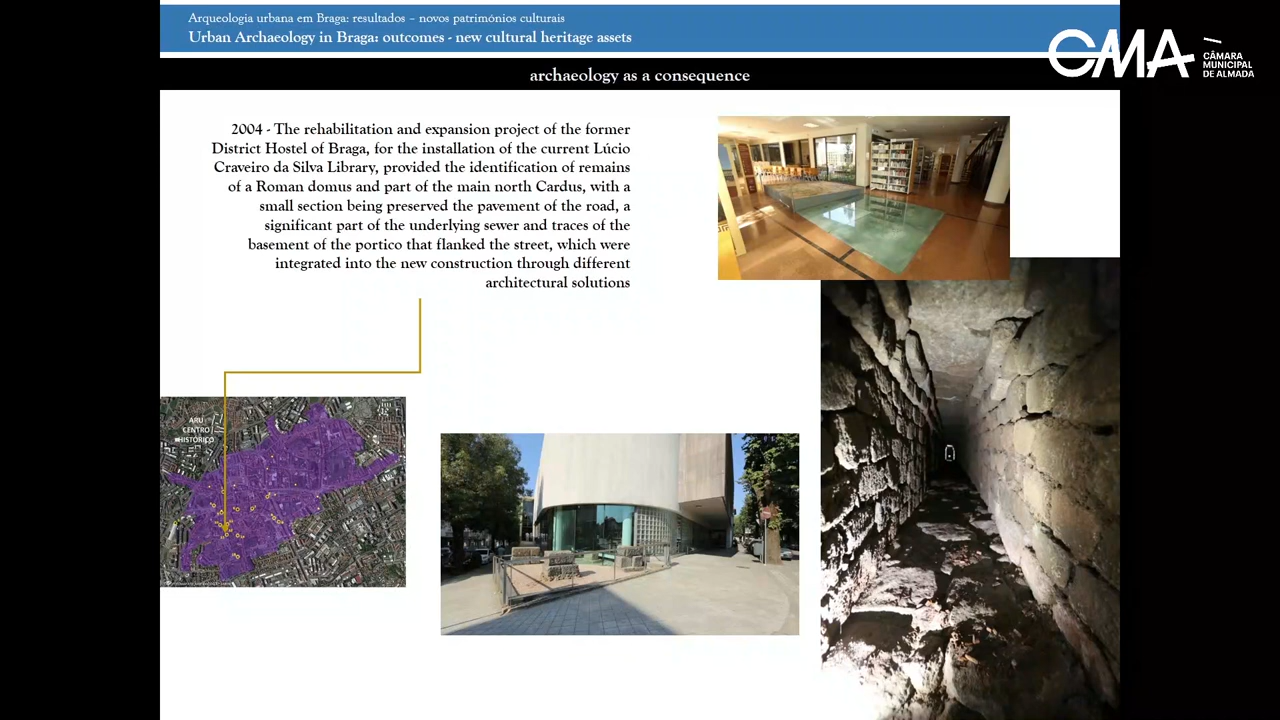 Arqueologia urbana em Braga: resultados – novos patrimónios culturais
Urban Archaeology in Braga: outcomes - new cultural heritage assets
CMA
CÂMARA
MUNICIPAL
DE ALMADA
archaeology as a consequence
2004 - The rehabilitation and expansion project of the former
District Hostel of Braga, for the installation of the current Lúcio
Craveiro da Silva Library, provided the identification of remains
of a Roman domus and part of the main north Cardus, with a
small section being preserved the pavement of the road, a
significant part of the underlying sewer and traces of the
basement of the portico that flanked the street, which were
integrated into the new construction through different
architectural solutions
ARU
CENTRO
HISTÓRICO